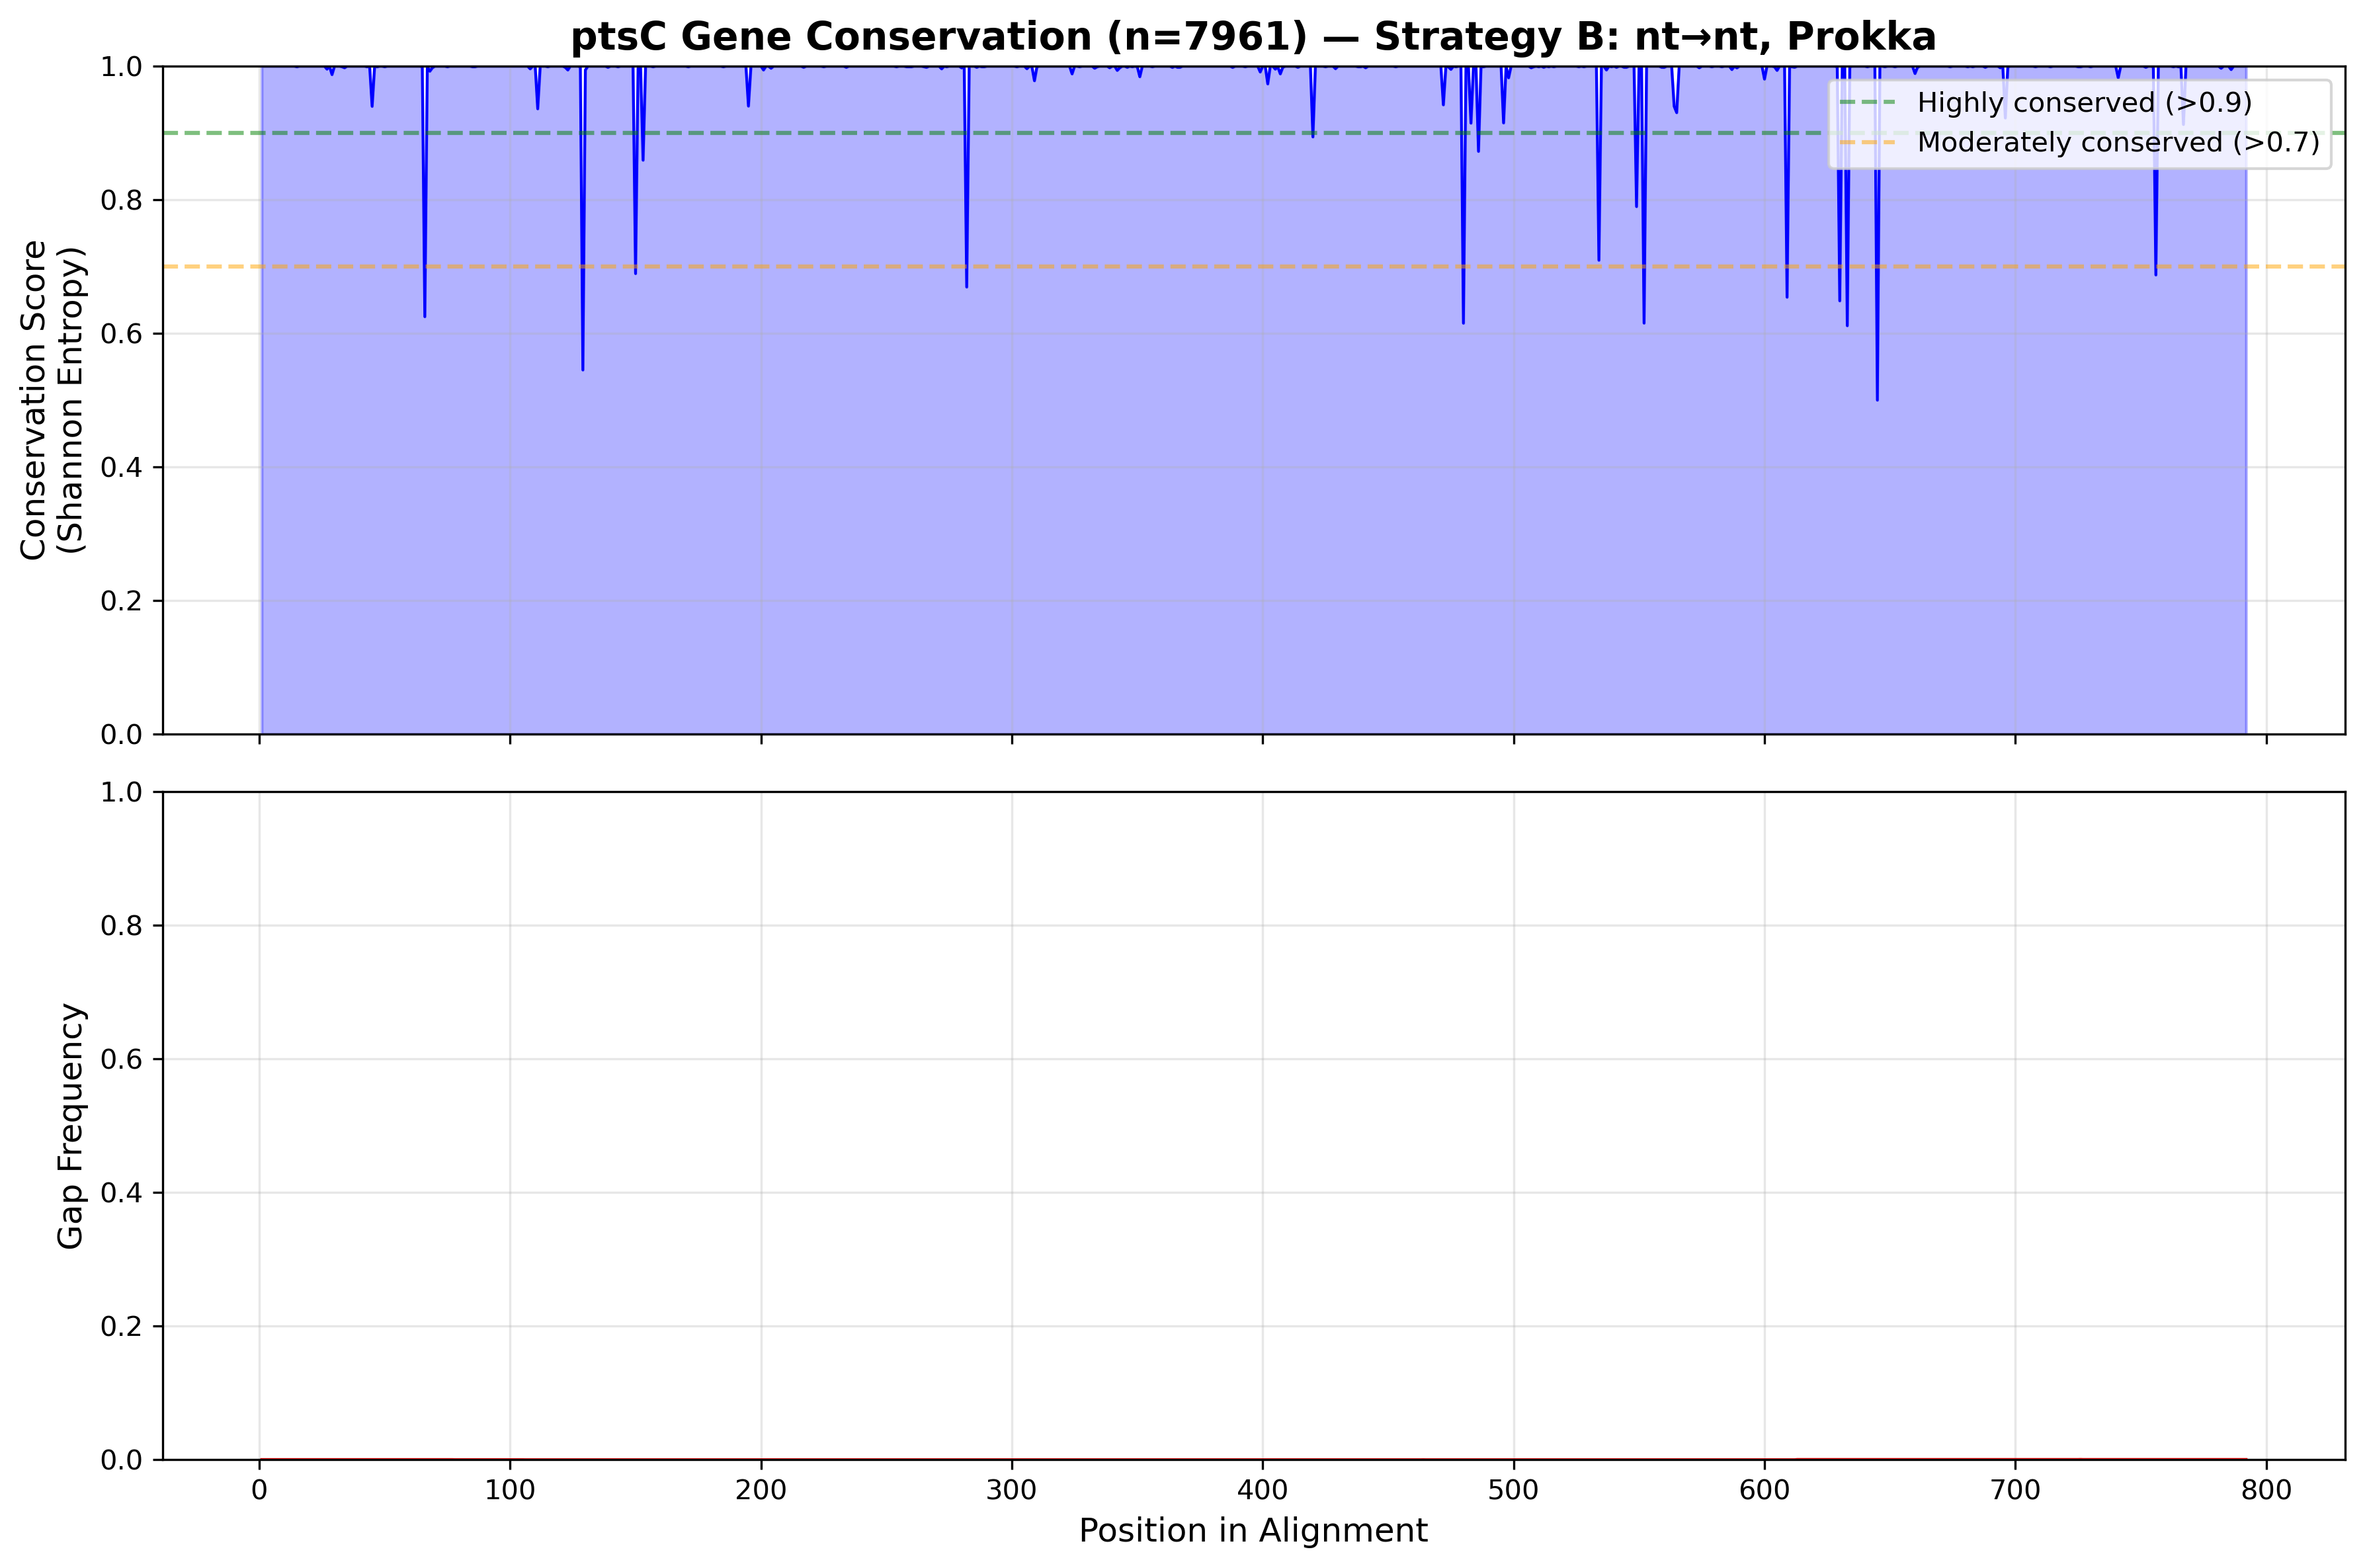 ptsC Gene Conservation (n=7961) — Strategy B: nt→nt, Prokka
Conservation Score
(Shannon Entropy)
1.0
0.8
0.6
0.4
0.2
0.0
Highly conserved (>0.9)
Moderately conserved (>0.7)
Gap Frequency
1.0
0.8
0.6
0.4
0.2
0.0
0 100 200 300 400 500 600 700 800
Position in Alignment